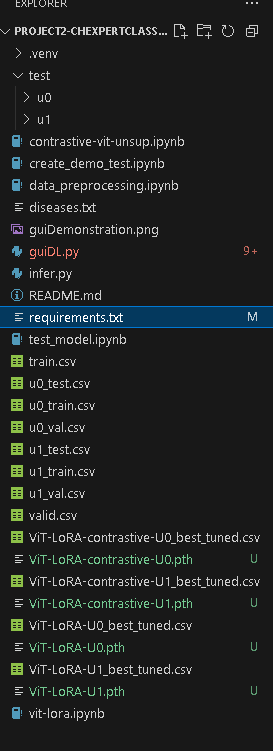 EXPLORER
PROJECT2-CHEXPERTCLASS...
.venv
test
u0
u1
contrastive-vit-unsup.ipynb
create_demo_test.ipynb
data_preprocessing.ipynb
diseases.txt
guiDemonstration.png
guiDL.py 9+
infer.py
README.md
requirements.txt M
test_model.ipynb
train.csv
u0_test.csv
u0_train.csv
u0_val.csv
u1_test.csv
u1_train.csv
u1_val.csv
valid.csv
ViT-LoRA-contrastive-U0_best_tuned.csv
ViT-LoRA-contrastive-U0.pth U
ViT-LoRA-contrastive-U1_best_tuned.csv
ViT-LoRA-contrastive-U1.pth U
ViT-LoRA-U0_best_tuned.csv
ViT-LoRA-U0.pth U
ViT-LoRA-U1_best_tuned.csv
ViT-LoRA-U1.pth U
vit-lora.ipynb